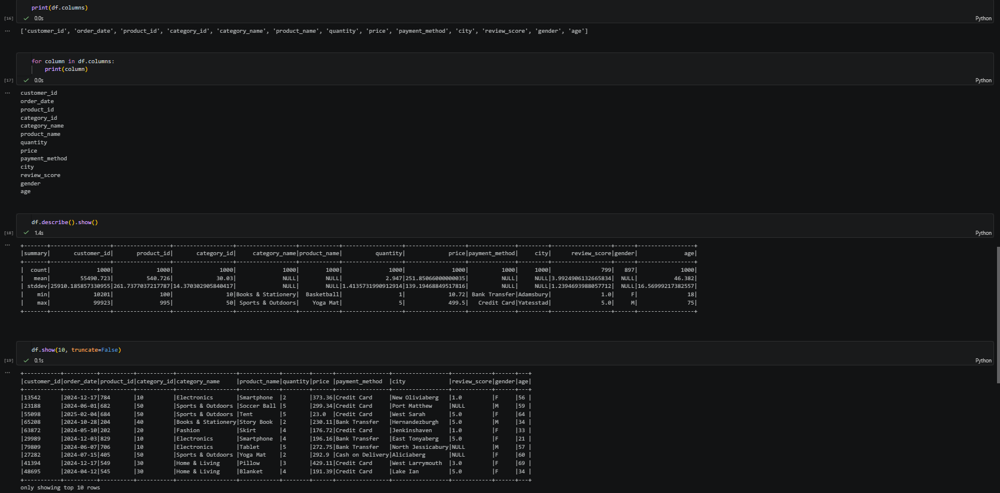 print(df.columns)
[16] 0.0s Python
... ['customer_id', 'order_date', 'product_id', 'category_id', 'category_name', 'product_name', 'quantity', 'price', 'payment_method', 'city', 'review_score', 'gender', 'age']
for column in df.columns:
    print(column)
[17] 0.0s Python
... customer_id
order_date
product_id
category_id
category_name
product_name
quantity
price
payment_method
city
review_score
gender
age
df.describe().show()
[18] 1.4s Python
... +-------+------------------+-----------------+------------------+-----------------+------------+------------------+------------------+--------------+---------+------------------+------+-----------------+
|summary|       customer_id|       product_id|       category_id|    category_name|product_name|          quantity|             price|payment_method|     city|      review_score|gender|              age|
+-------+------------------+-----------------+------------------+-----------------+------------+------------------+------------------+--------------+---------+------------------+------+-----------------+
|  count|              1000|             1000|              1000|             1000|        1000|              1000|              1000|          1000|     1000|               799|   897|             1000|
|   mean|         55490.723|          540.726|             30.03|             NULL|        NULL|             2.947|251.85066000000035|          NULL|     NULL|3.9924906132665834|  NULL|           46.382|
| stddev|25910.185857330955|261.7377037217787|14.370302905840417|             NULL|        NULL|1.4135731990912914|139.19468849517816|          NULL|     NULL|1.2394693988057712|  NULL|16.56999217382557|
|    min|             10201|              100|                10|Books & Stationery|  Basketball|                 1|             10.72| Bank Transfer|Adamsbury|               1.0|     F|               18|
|    max|             99923|              995|                50| Sports & Outdoors|    Yoga Mat|                 5|             499.5|   Credit Card|Yatesstad|               5.0|     M|               75|
+-------+------------------+-----------------+------------------+-----------------+------------+------------------+------------------+--------------+---------+------------------+------+-----------------+
df.show(10, truncate=False)
[19] 0.1s Python
... +-----------+----------+----------+-----------+------------------+------------+--------+------+----------------+-----------------+------------+------+---+
|customer_id|order_date|product_id|category_id|category_name     |product_name|quantity|price |payment_method  |city             |review_score|gender|age|
+-----------+----------+----------+-----------+------------------+------------+--------+------+----------------+-----------------+------------+------+---+
|13542      |2024-12-17|784       |10         |Electronics       |Smartphone  |2       |373.36|Credit Card     |New Oliviaberg   |1.0         |F     |56 |
|23188      |2024-06-01|682       |50         |Sports & Outdoors |Soccer Ball |5       |299.34|Credit Card     |Port Matthew     |NULL        |M     |59 |
|55098      |2025-02-04|684       |50         |Sports & Outdoors |Tent        |5       |23.0  |Credit Card     |West Sarah       |5.0         |F     |64 |
|65208      |2024-10-28|204       |40         |Books & Stationery|Story Book  |2       |230.11|Bank Transfer   |Hernandezburgh   |5.0         |M     |34 |
|63872      |2024-05-10|202       |20         |Fashion           |Skirt       |4       |176.72|Credit Card     |Jenkinshaven     |1.0         |F     |33 |
|29989      |2024-12-03|829       |10         |Electronics       |Smartphone  |4       |196.16|Bank Transfer   |East Tonyaberg   |5.0         |F     |21 |
|79809      |2024-06-07|706       |10         |Electronics       |Tablet      |5       |272.75|Bank Transfer   |North Jessicabury|NULL        |M     |57 |
|27282      |2024-07-15|405       |50         |Sports & Outdoors |Yoga Mat    |2       |292.9 |Cash on Delivery|Aliciaberg       |NULL        |F     |60 |
|41394      |2024-12-17|549       |30         |Home & Living     |Pillow      |3       |429.11|Credit Card     |West Larrymouth  |3.0         |F     |69 |
|48695      |2024-04-12|545       |30         |Home & Living     |Blanket     |4       |191.39|Credit Card     |Lake Ian         |5.0         |F     |34 |
+-----------+----------+----------+-----------+------------------+------------+--------+------+----------------+-----------------+------------+------+---+
only showing top 10 rows